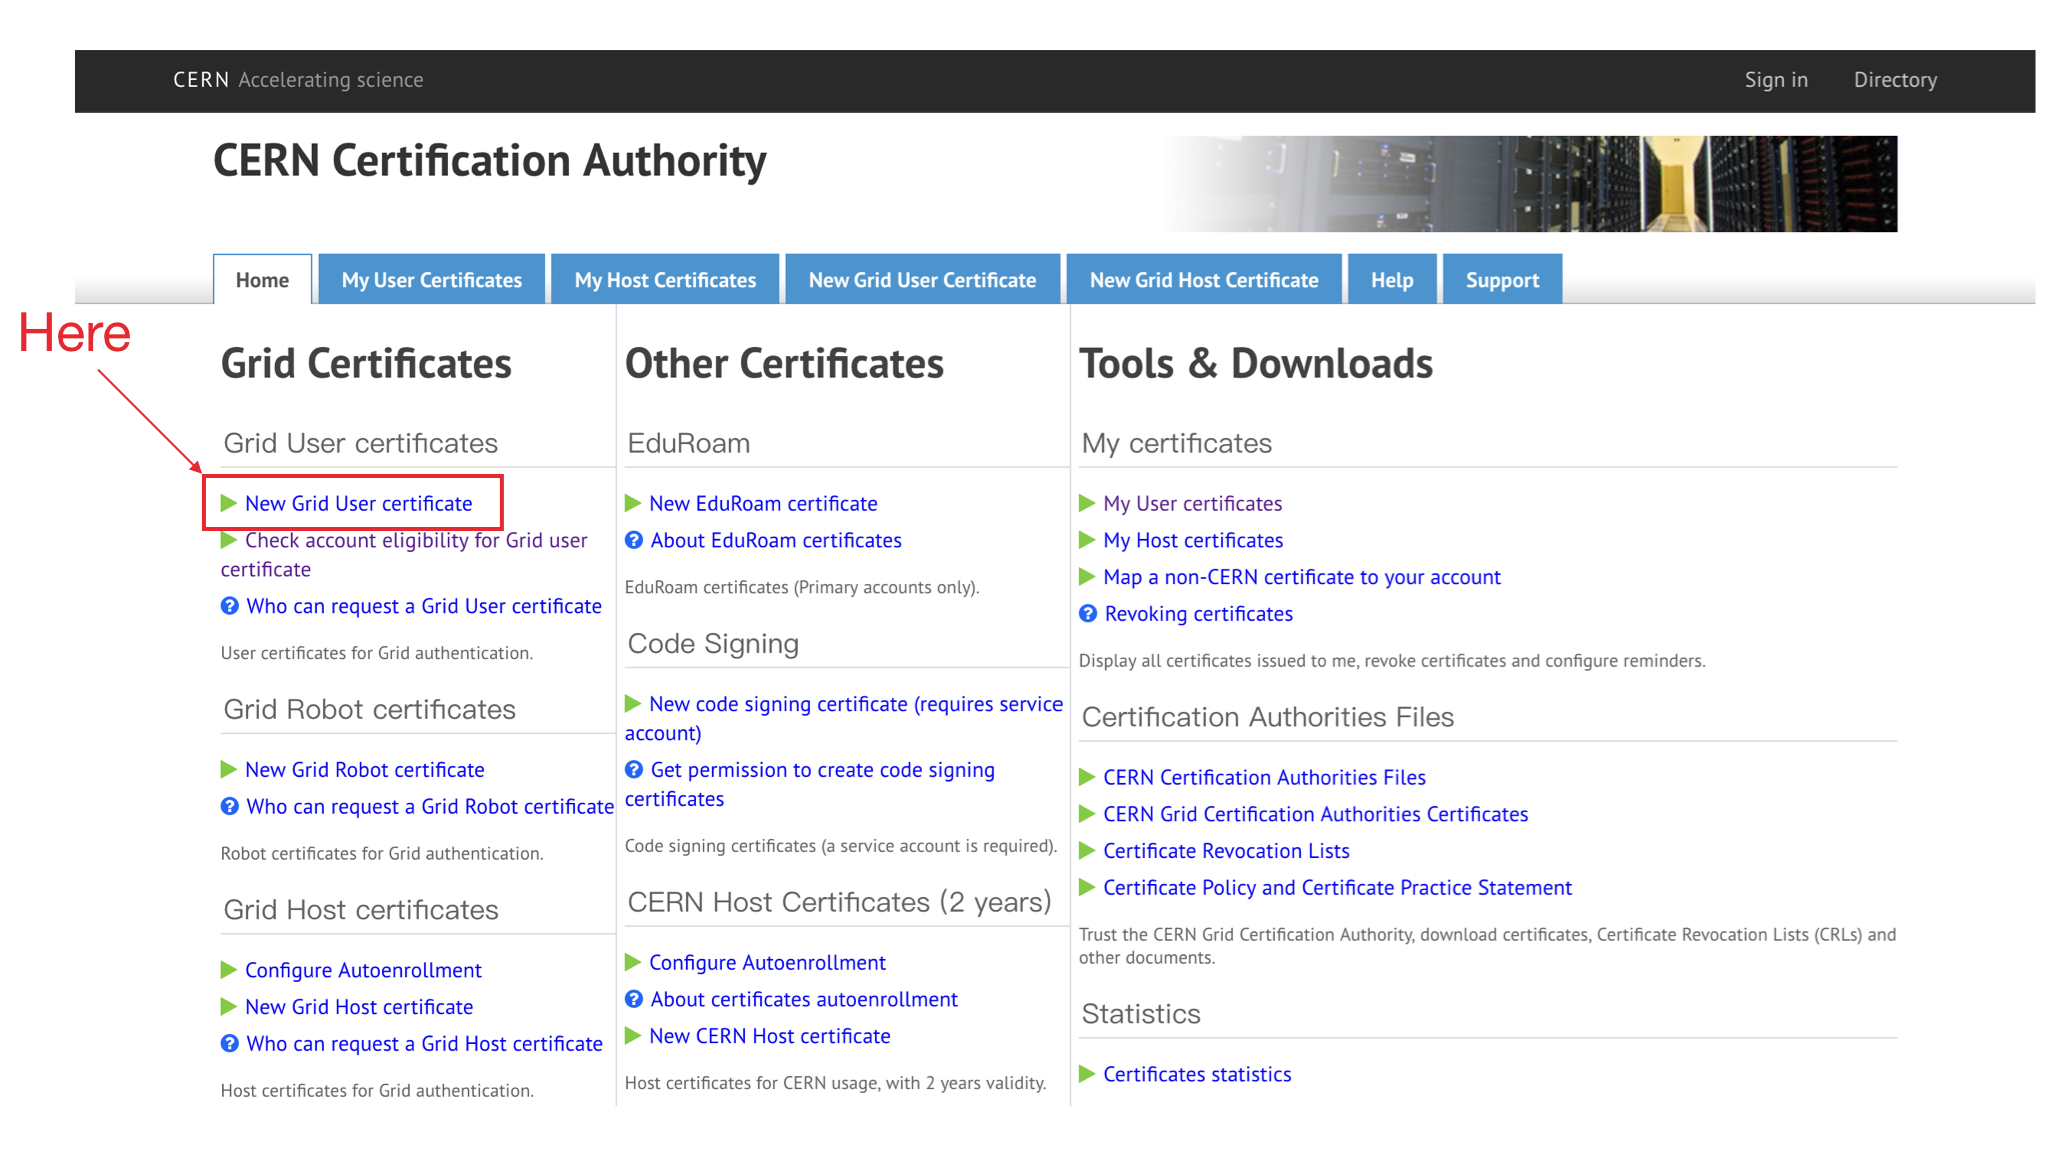 CERN Accelerating science
Sign in
Directory
CERN Certification Authority
Home
My User Certificates
My Host Certificates
New Grid User Certificate
New Grid Host Certificate
Help
Support
Here
Grid Certificates
Grid User certificates
New Grid User certificate
Check account eligibility for Grid user
certificate
Who can request a Grid User certificate
User certificates for Grid authentication.
Grid Robot certificates
New Grid Robot certificate
Who can request a Grid Robot certificate
Robot certificates for Grid authentication.
Grid Host certificates
Configure Autoenrollment
New Grid Host certificate
Who can request a Grid Host certificate
Host certificates for Grid authentication.
Other Certificates
EduRoam
New EduRoam certificate
About EduRoam certificates
EduRoam certificates (Primary accounts only).
Code Signing
New code signing certificate (requires service
account)
Get permission to create code signing
certificates
Code signing certificates (a service account is required).
CERN Host Certificates (2 years)
Configure Autoenrollment
About certificates autoenrollment
New CERN Host certificate
Host certificates for CERN usage, with 2 years validity.
Tools & Downloads
My certificates
My User certificates
My Host certificates
Map a non-CERN certificate to your account
Revoking certificates
Display all certificates issued to me, revoke certificates and configure reminders.
Certification Authorities Files
CERN Certification Authorities Files
CERN Grid Certification Authorities Certificates
Certificate Revocation Lists
Certificate Policy and Certificate Practice Statement
Trust the CERN Grid Certification Authority, download certificates, Certificate Revocation Lists (CRLs) and
other documents.
Statistics
Certificates statistics